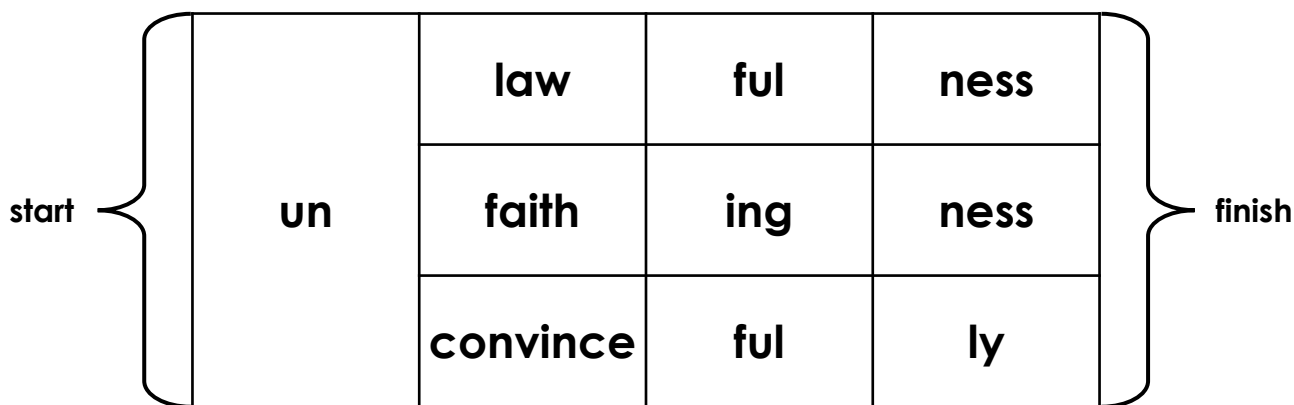 law ful ness
start un faith ing ness finish
convince ful ly